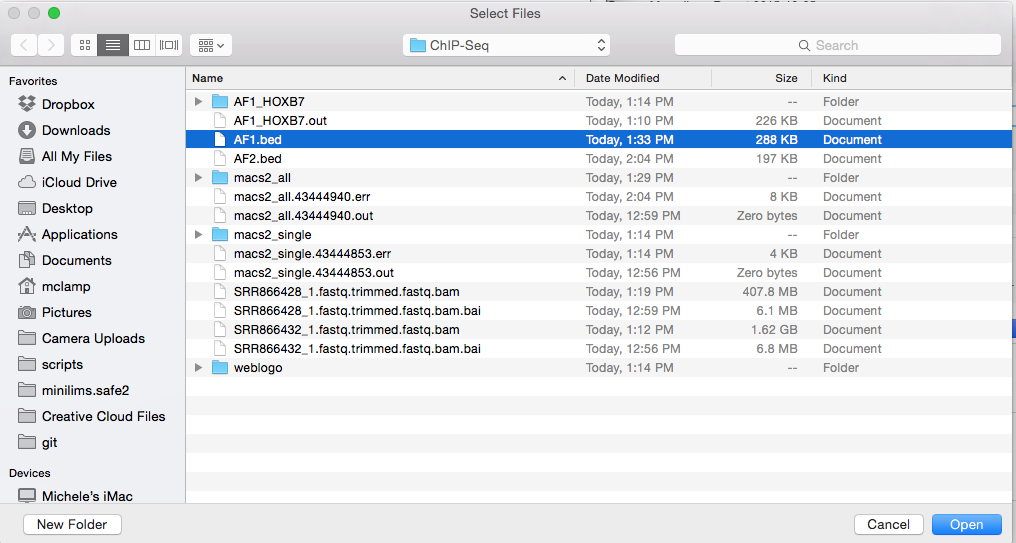 Select Files
ChIP-Seq
Search
Favorites
Dropbox
Downloads
All My Files
iCloud Drive
Desktop
Applications
Documents
mclamp
Pictures
Camera Uploads
scripts
minilims.safe2
Creative Cloud Files
git
Devices
Michele's iMac
Name Date Modified Size Kind
AF1_HOXB7 Today, 1:14 PM -- Folder
AF1_HOXB7.out Today, 1:10 PM 226 KB Document
AF1.bed Today, 1:33 PM 288 KB Document
AF2.bed Today, 2:04 PM 197 KB Document
macs2_all Today, 1:29 PM -- Folder
macs2_all.43444940.err Today, 2:04 PM 8 KB Document
macs2_all.43444940.out Today, 12:59 PM Zero bytes Document
macs2_single Today, 1:14 PM -- Folder
macs2_single.43444853.err Today, 1:14 PM 4 KB Document
macs2_single.43444853.out Today, 12:56 PM Zero bytes Document
SRR866428_1.fastq.trimmed.fastq.bam Today, 1:19 PM 407.8 MB Document
SRR866428_1.fastq.trimmed.fastq.bam.bai Today, 12:59 PM 6.1 MB Document
SRR866432_1.fastq.trimmed.fastq.bam Today, 1:12 PM 1.62 GB Document
SRR866432_1.fastq.trimmed.fastq.bam.bai Today, 12:56 PM 6.8 MB Document
weblogo Today, 1:14 PM -- Folder
New Folder
Cancel
Open